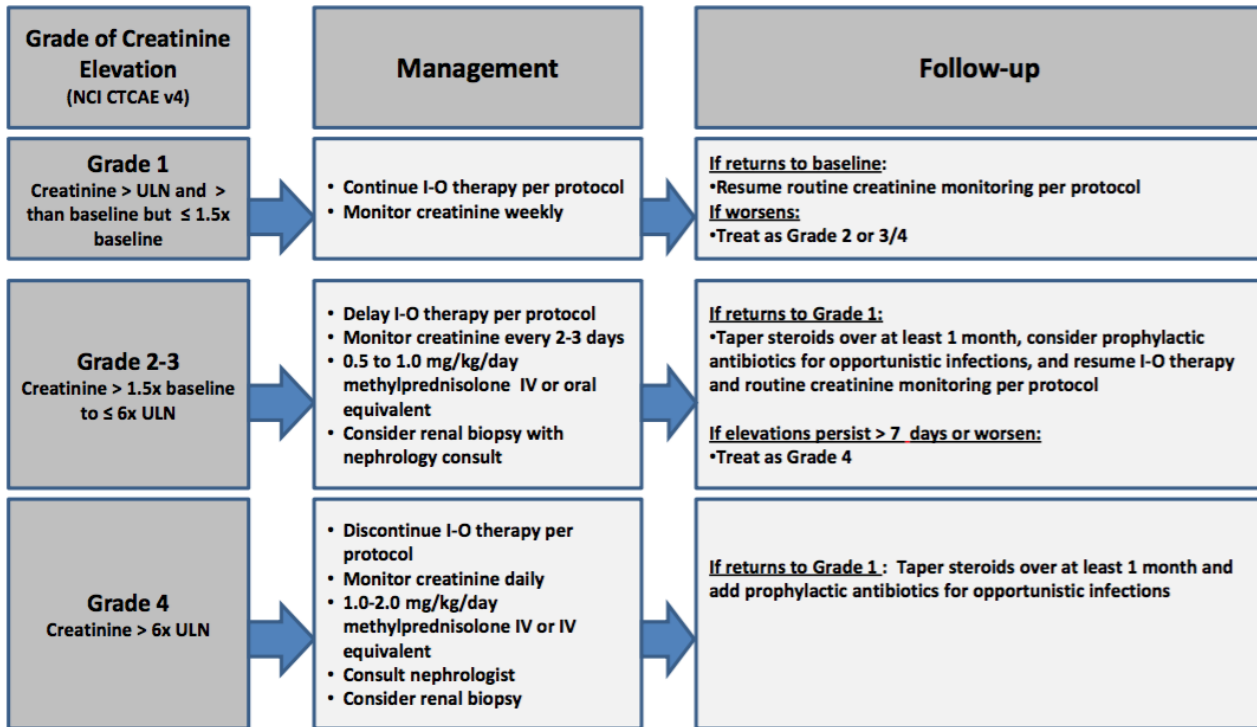 Grade of Creatinine
Elevation
(NCI CTCAE v4)
Management
Follow-up
Grade 1
Creatinine > ULN and >
than baseline but ≤ 1.5x
baseline
• Continue I-O therapy per protocol
• Monitor creatinine weekly
If returns to baseline:
•Resume routine creatinine monitoring per protocol
If worsens:
•Treat as Grade 2 or 3/4
Grade 2-3
Creatinine > 1.5x baseline
to ≤ 6x ULN
• Delay I-O therapy per protocol
• Monitor creatinine every 2-3 days
• 0.5 to 1.0 mg/kg/day
methylprednisolone IV or oral
equivalent
• Consider renal biopsy with
nephrology consult
If returns to Grade 1:
•Taper steroids over at least 1 month, consider prophylactic
antibiotics for opportunistic infections, and resume I-O therapy
and routine creatinine monitoring per protocol
If elevations persist > 7 days or worsen:
•Treat as Grade 4
Grade 4
Creatinine > 6x ULN
• Discontinue I-O therapy per
protocol
• Monitor creatinine daily
• 1.0-2.0 mg/kg/day
methylprednisolone IV or IV
equivalent
• Consult nephrologist
• Consider renal biopsy
If returns to Grade 1 : Taper steroids over at least 1 month and
add prophylactic antibiotics for opportunistic infections